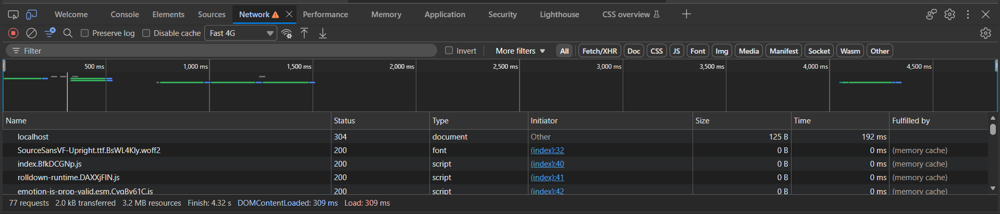 Welcome Console Elements Sources Network Performance Memory Application Security Lighthouse CSS overview
Preserve log Disable cache Fast 4G
Filter Invert More filters All Fetch/XHR Doc CSS JS Font Img Media Manifest Socket Wasm Other
500 ms 1,000 ms 1,500 ms 2,000 ms 2,500 ms 3,000 ms 3,500 ms 4,000 ms 4,500 ms
Name Status Type Initiator Size Time Fulfilled by
localhost 304 document Other 125 B 192 ms
SourceSansVF-Upright.ttf.BsWL4Kly.woff2 200 font (index):32 0 B 0 ms (memory cache)
index.BfkDCGNp.js 200 script (index):40 0 B 0 ms (memory cache)
rolldown-runtime.DAXXjFlN.js 200 script (index):41 0 B 0 ms (memory cache)
emotion-is-prop-valid.esm.CvgBv61C.js 200 script (index):42 0 B 0 ms (memory cache)
77 requests 2.0 kB transferred 3.2 MB resources Finish: 4.32 s DOMContentLoaded: 309 ms Load: 309 ms